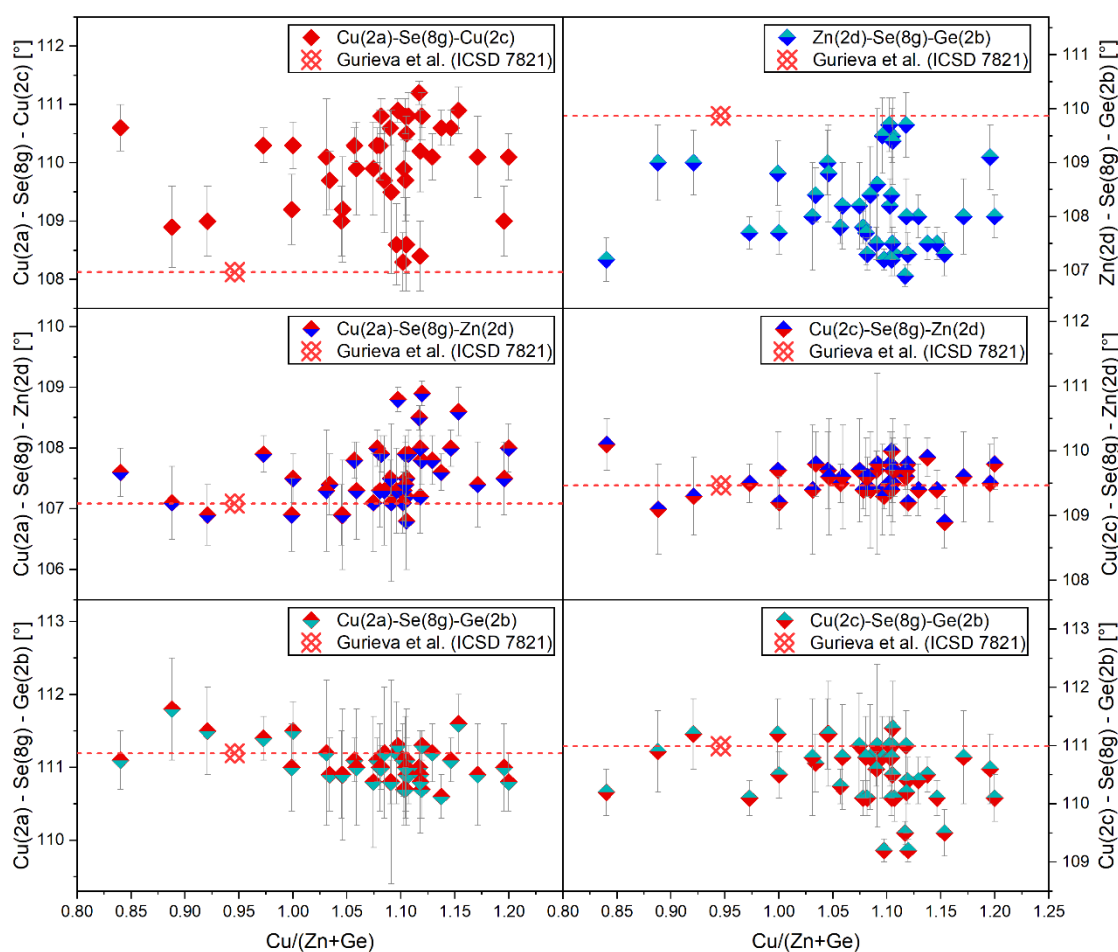 Cu(2a)-Se(8g)-Cu(2c)
Gurieva et al. (ICSD 7821)
Cu(2a) - Se(8g) - Cu(2c) [°]
112
111
110
109
108
Zn(2d)-Se(8g)-Ge(2b)
Gurieva et al. (ICSD 7821)
111
110
109
108
107
Zn(2d) - Se(8g) - Ge(2b) [°]
Cu(2a)-Se(8g)-Zn(2d)
Gurieva et al. (ICSD 7821)
Cu(2a) - Se(8g) - Zn(2d) [°]
110
109
108
107
106
Cu(2c)-Se(8g)-Zn(2d)
Gurieva et al. (ICSD 7821)
112
111
110
109
108
Cu(2c) - Se(8g) - Zn(2d) [°]
Cu(2a)-Se(8g)-Ge(2b)
Gurieva et al. (ICSD 7821)
Cu(2a) - Se(8g) - Ge(2b) [°]
113
112
111
110
0.80 0.85 0.90 0.95 1.00 1.05 1.10 1.15 1.20
Cu/(Zn+Ge)
Cu(2c)-Se(8g)-Ge(2b)
Gurieva et al. (ICSD 7821)
113
112
111
110
109
Cu(2c) - Se(8g) - Ge(2b) [°]
0.80 0.85 0.90 0.95 1.00 1.05 1.10 1.15 1.20 1.25
Cu/(Zn+Ge)